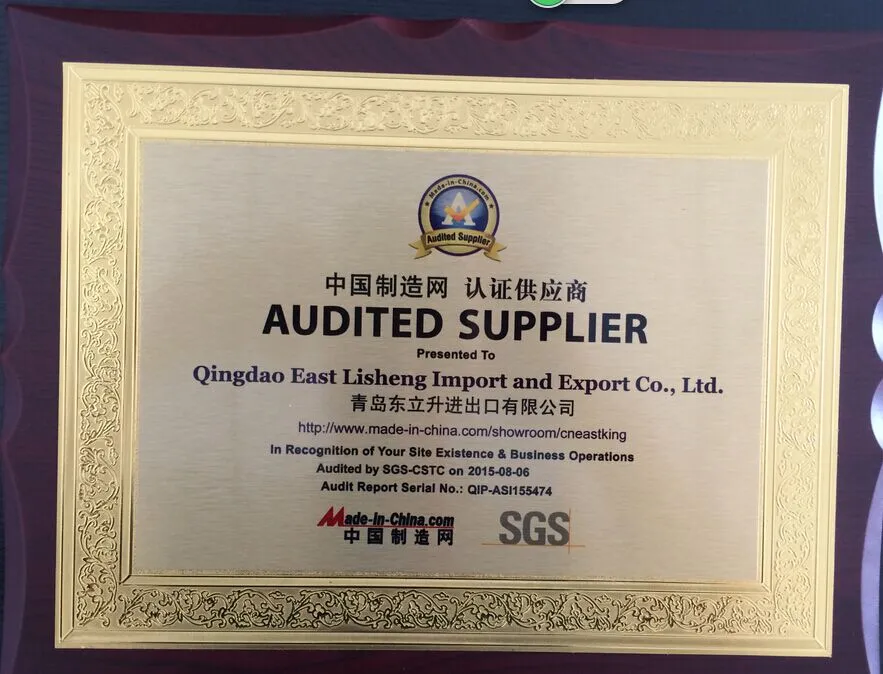 Made-in-China.com
Audited Supplier
中国制造网 认证供应商
AUDITED SUPPLIER
Presented To
Qingdao East Lisheng Import and Export Co., Ltd.
青岛东立升进出口有限公司
http://www.made-in-china.com/showroom/cneastking
In Recognition of Your Site Existence & Business Operations
Audited by SGS-CSTC on 2015-08-06
Audit Report Serial No.: QIP-ASI155474
Made-in-China.com
中国制造网
SGS